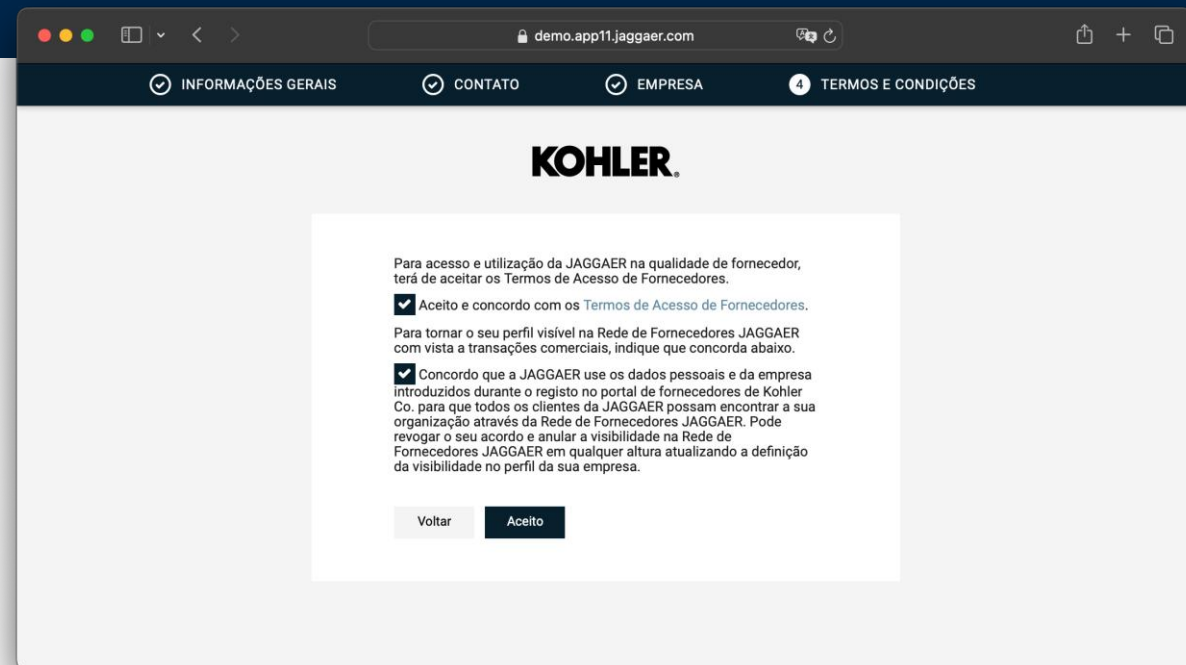 demo.app11.jaggaer.com
INFORMAÇÕES GERAIS
CONTATO
EMPRESA
4 TERMOS E CONDIÇÕES
KOHLER®
Para acesso e utilização da JAGGAER na qualidade de fornecedor,
terá de aceitar os Termos de Acesso de Fornecedores.
Aceito e concordo com os Termos de Acesso de Fornecedores.
Para tornar o seu perfil visível na Rede de Fornecedores JAGGAER
com vista a transações comerciais, indique que concorda abaixo.
Concordo que a JAGGAER use os dados pessoais e da empresa
introduzidos durante o registo no portal de fornecedores de Kohler
Co. para que todos os clientes da JAGGAER possam encontrar a sua
organização através da Rede de Fornecedores JAGGAER. Pode
revogar o seu acordo e anular a visibilidade na Rede de
Fornecedores JAGGAER em qualquer altura atualizando a definição
da visibilidade no perfil da sua empresa.
Voltar
Aceito